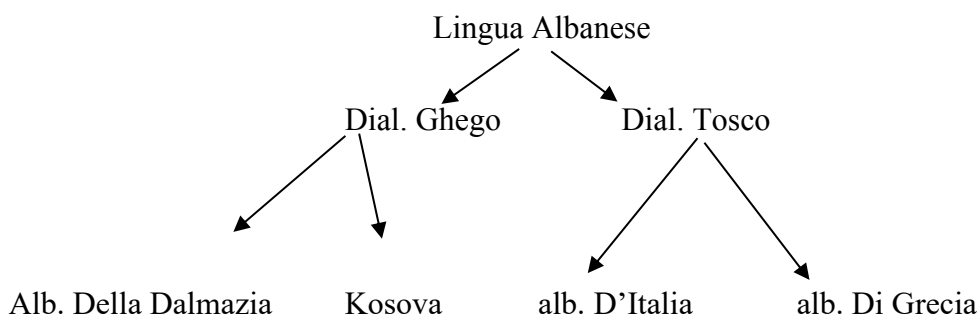 Lingua Albanese
Dial. Ghego Dial. Tosco
Alb. Della Dalmazia Kosova alb. D’Italia alb. Di Grecia